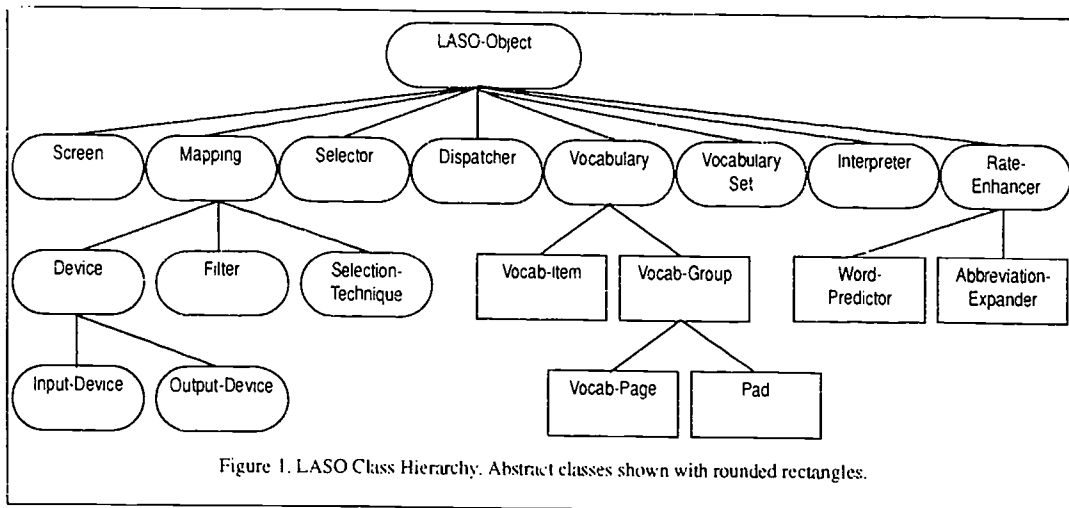 LASO-Object
Screen
Mapping
Selector
Dispatcher
Vocabulary
Vocabulary
Set
Interpreter
Rate-
Enhancer
Device
Filter
Selection-
Technique
Vocab-Item
Vocab-Group
Word-
Predictor
Abbreviation-
Expander
Input-Device
Output-Device
Vocab-Page
Pad
Figure 1. LASO Class Hierarchy. Abstract classes shown with rounded rectangles.